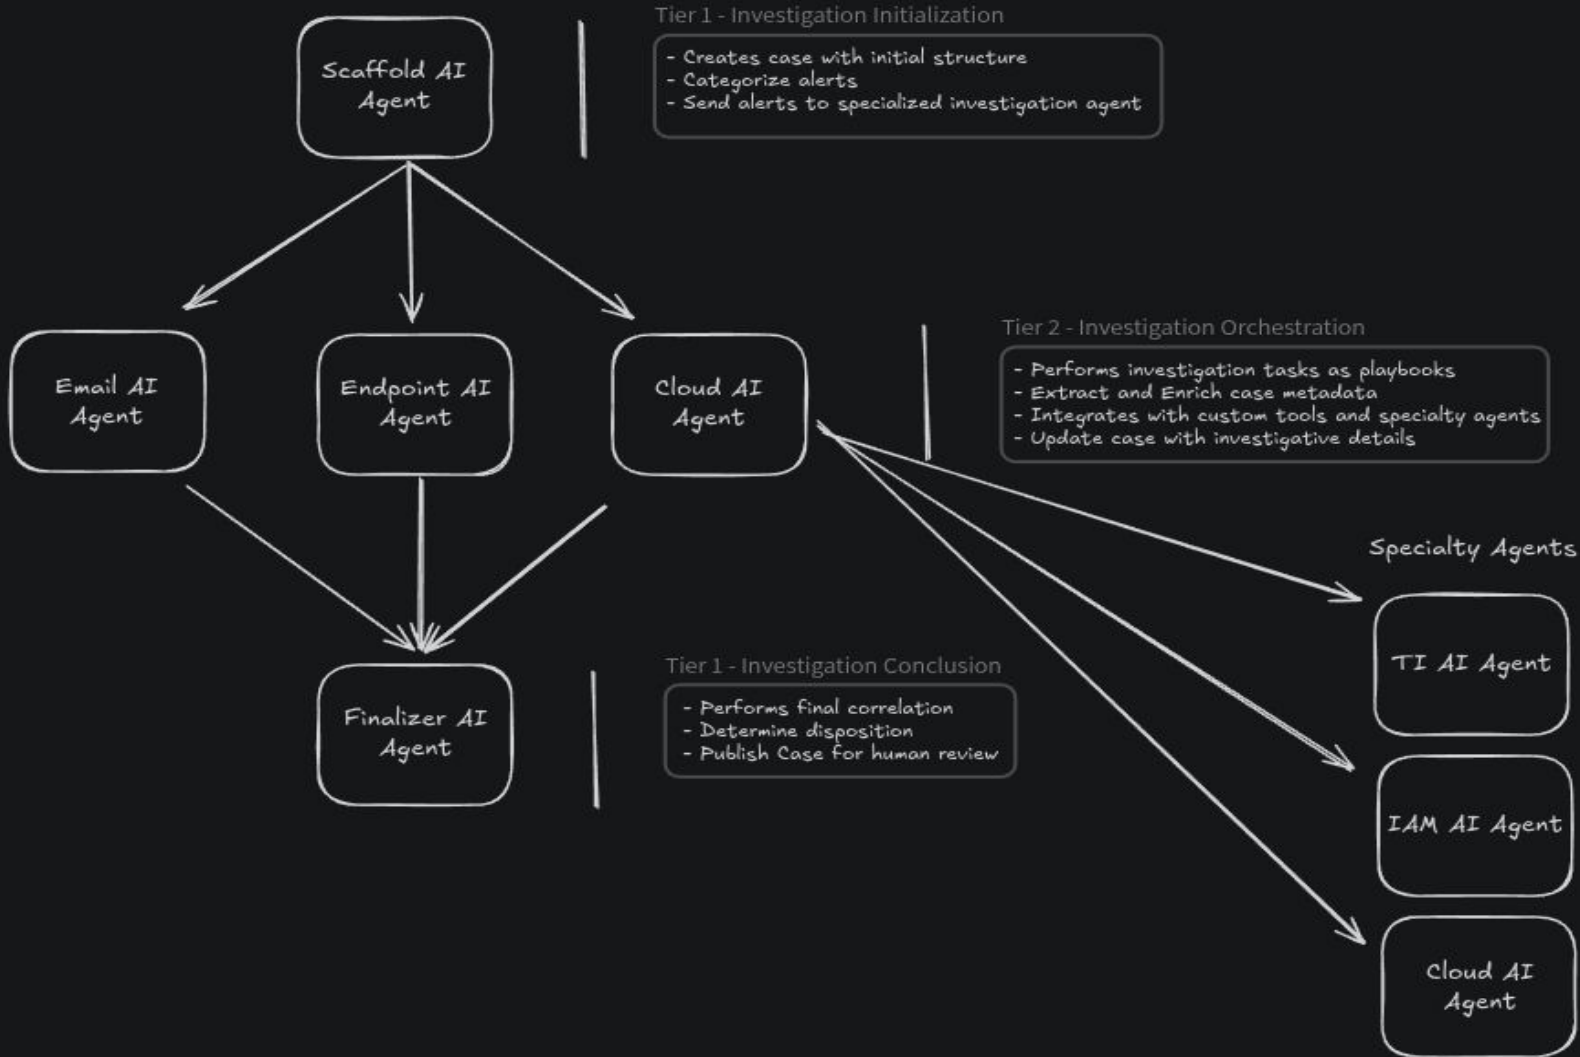 Scaffold AI
Agent
Tier 1 - Investigation Initialization
- Creates case with initial structure
- Categorize alerts
- Send alerts to specialized investigation agent
Email AI
Agent
Endpoint AI
Agent
Cloud AI
Agent
Tier 2 - Investigation Orchestration
- Performs investigation tasks as playbooks
- Extract and Enrich case metadata
- Integrates with custom tools and specialty agents
- Update case with investigative details
Specialty Agents
TI AI Agent
IAM AI Agent
Cloud AI
Agent
Finalizer AI
Agent
Tier 1 - Investigation Conclusion
- Performs final correlation
- Determine disposition
- Publish Case for human review